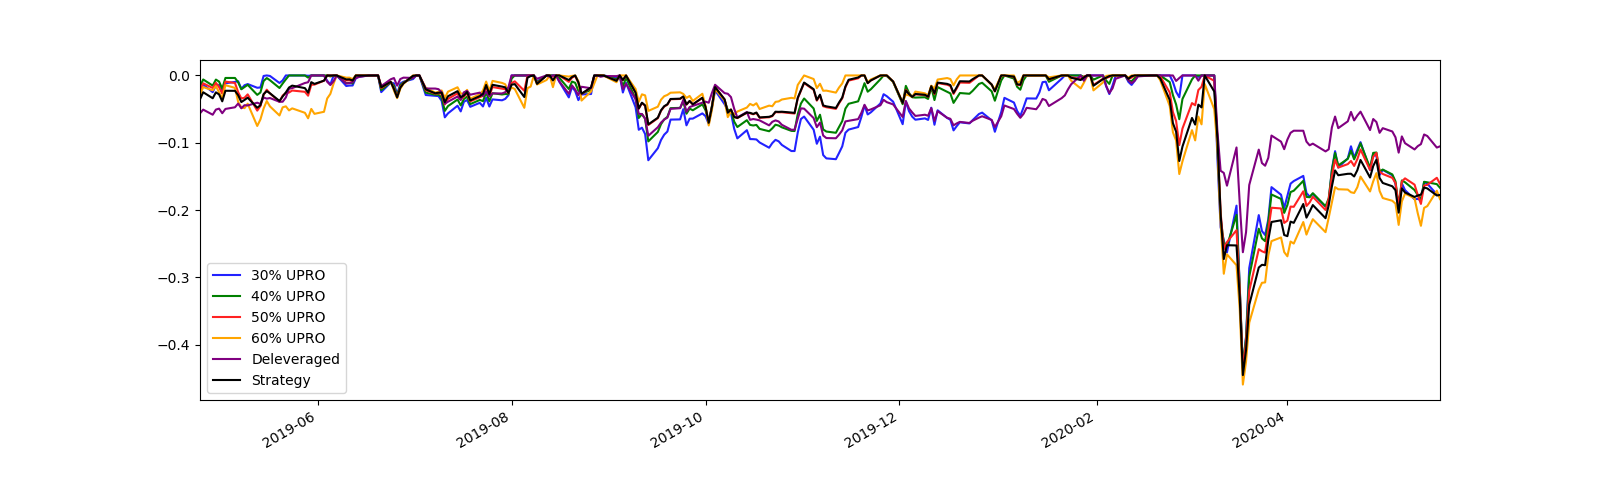 0.0
−0.1
−0.2
−0.3
−0.4
30% UPRO
40% UPRO
50% UPRO
60% UPRO
Deleveraged
Strategy
2019-06
2019-08
2019-10
2019-12
2020-02
2020-04